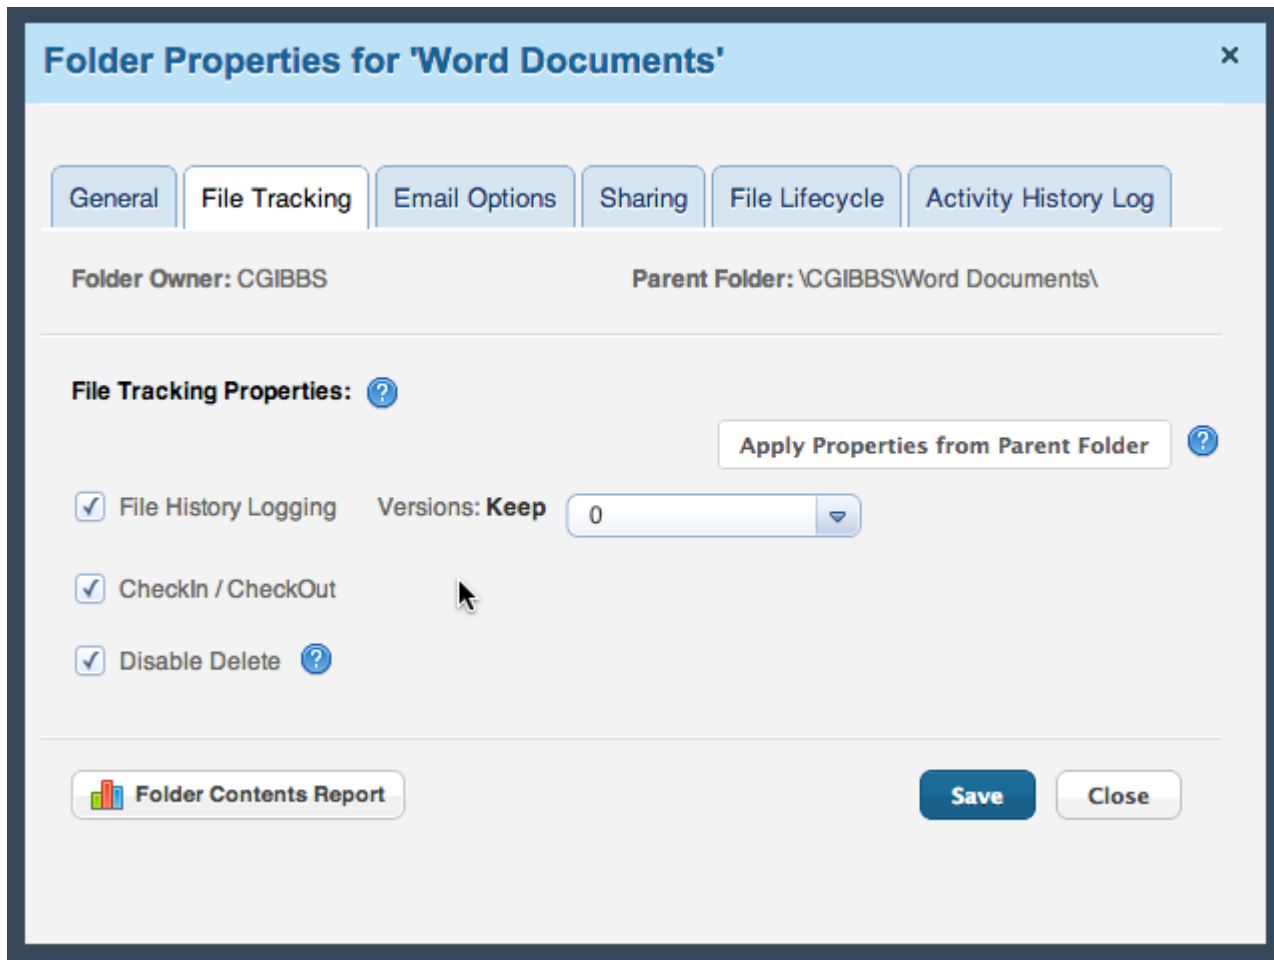 Folder Properties for 'Word Documents'
×
General File Tracking Email Options Sharing File Lifecycle Activity History Log
Folder Owner: CGIBBS Parent Folder: \CGIBBS\Word Documents\
File Tracking Properties: ?
Apply Properties from Parent Folder ?
File History Logging Versions: Keep 0
CheckIn / CheckOut
Disable Delete ?
Folder Contents Report Save Close